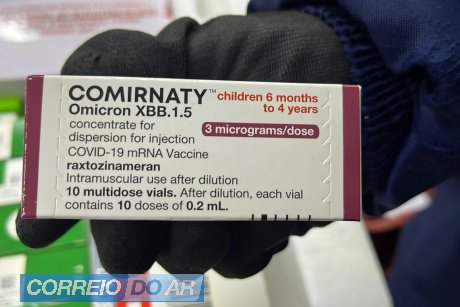 COMIRNATY™ children 6 months
to 4 years
Omicron XBB.1.5
concentrate for
dispersion for injection
3 micrograms/dose
COVID-19 mRNA Vaccine
raxtozinameran
Intramuscular use after dilution
10 multidose vials. After dilution, each vial
contains 10 doses of 0.2 mL.
CORREIO DO AR